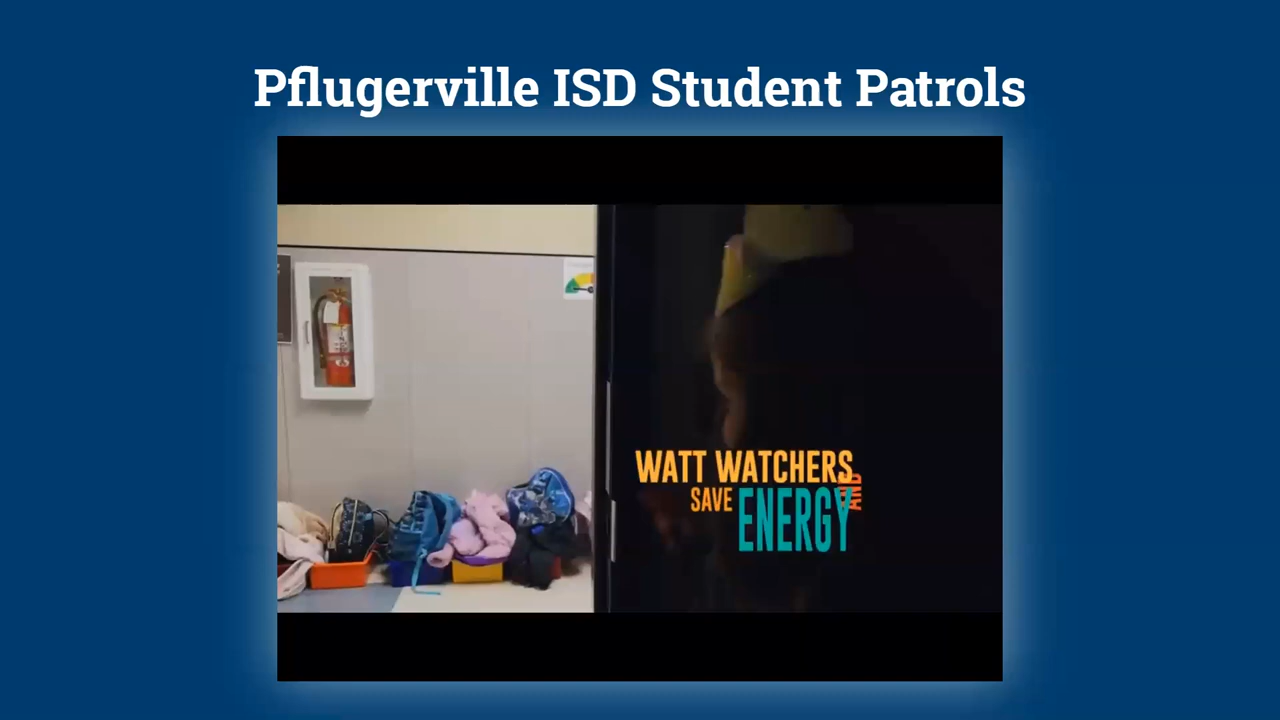 Pflugerville ISD Student Patrols
WATT WATCHERS
SAVE ENERGY
AND